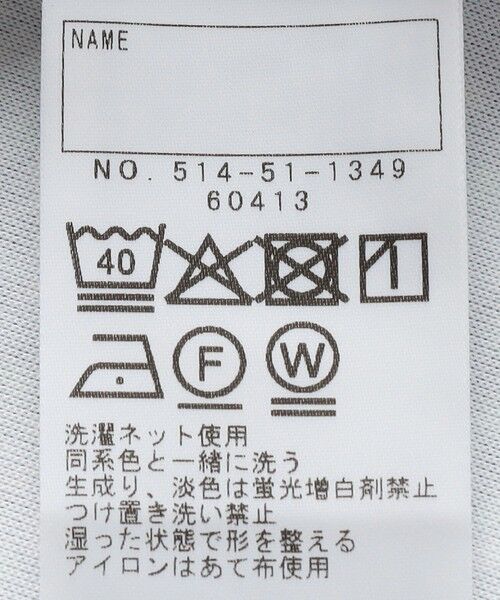 NAME
NO. 514-51-1349
60413
40
F W
洗濯ネット使用
同系色と一緒に洗う
生成り、淡色は蛍光増白剤禁止
つけ置き洗い禁止
湿った状態で形を整える
アイロンはあて布使用